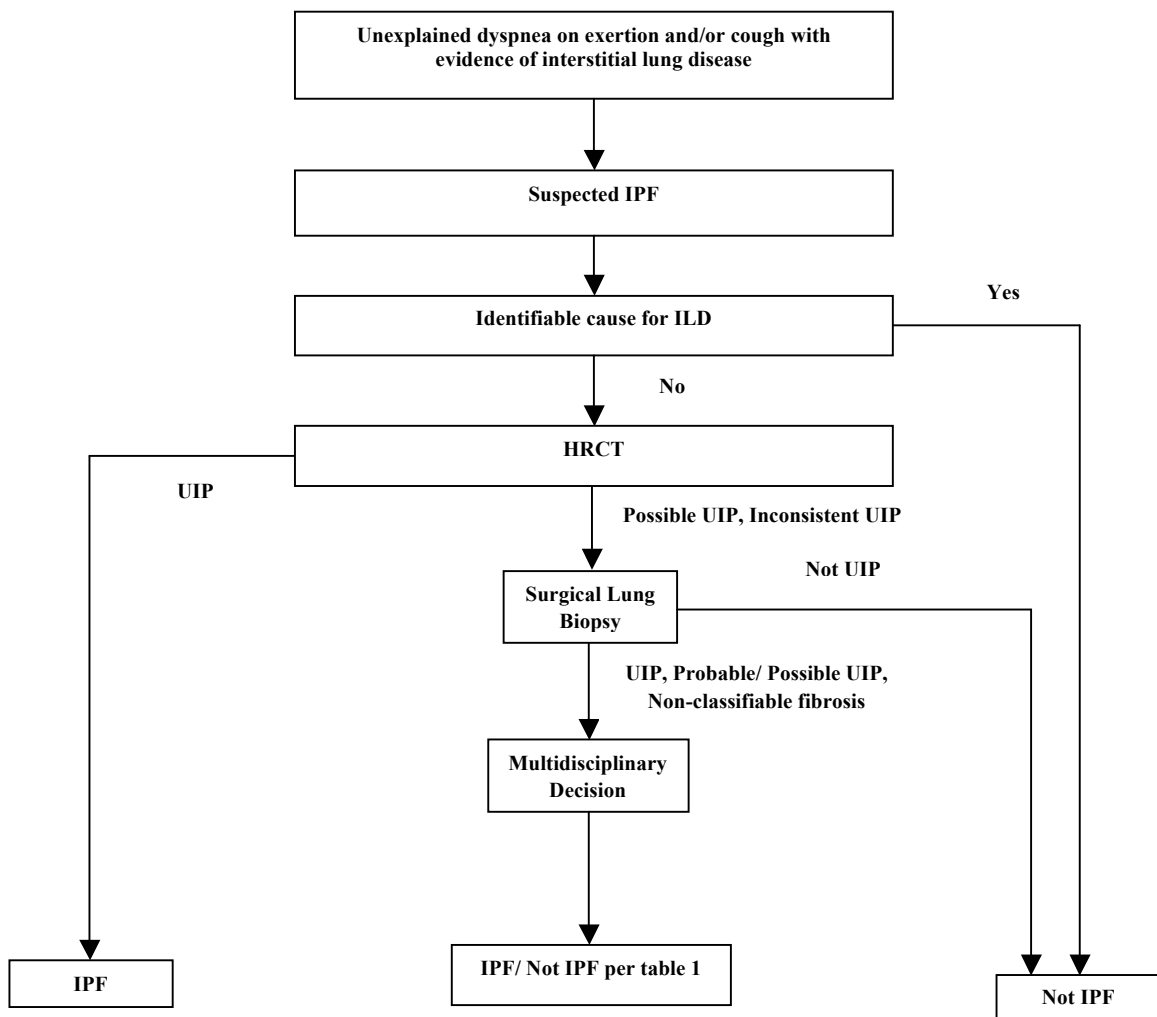 Unexplained dyspnea on exertion and/or cough with
evidence of interstitial lung disease
Suspected IPF
Yes
Identifiable cause for ILD
No
HRCT
UIP
Possible UIP, Inconsistent UIP
Not UIP
Surgical Lung
Biopsy
UIP, Probable/ Possible UIP,
Non-classifiable fibrosis
Multidisciplinary
Decision
IPF
IPF/ Not IPF per table 1
Not IPF